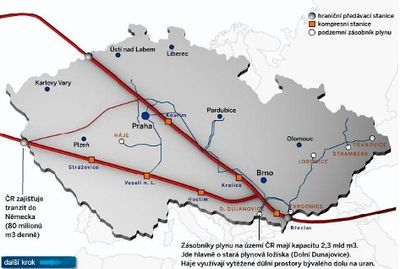 hraniční předávací stanice
kompresní stanice
podzemní zásobník plynu
Ústí nad Labem
Liberec
Karlovy Vary
Kouřim
Pardubice
Praha
HÁJE
Plzeň
Olomouc
TRANOVICE
ŠTRAMBERK
LOBODICE
Strážovice
Veselí n. L.
Kralice
Brno
Hostim
D. DUNAJOVICE
Břeclav
ČR zajišťuje
tranzit do
Německa
(80 milonů
m3 denně)
Zásobníky plynu na území ČR mají kapacitu 2,3 mld m3.
Jde hlavně o stará plynová ložiska (Dolní Dunajovice).
Háje využívají vytěžené důlní prostory bývalého dolu na uran.
další krok